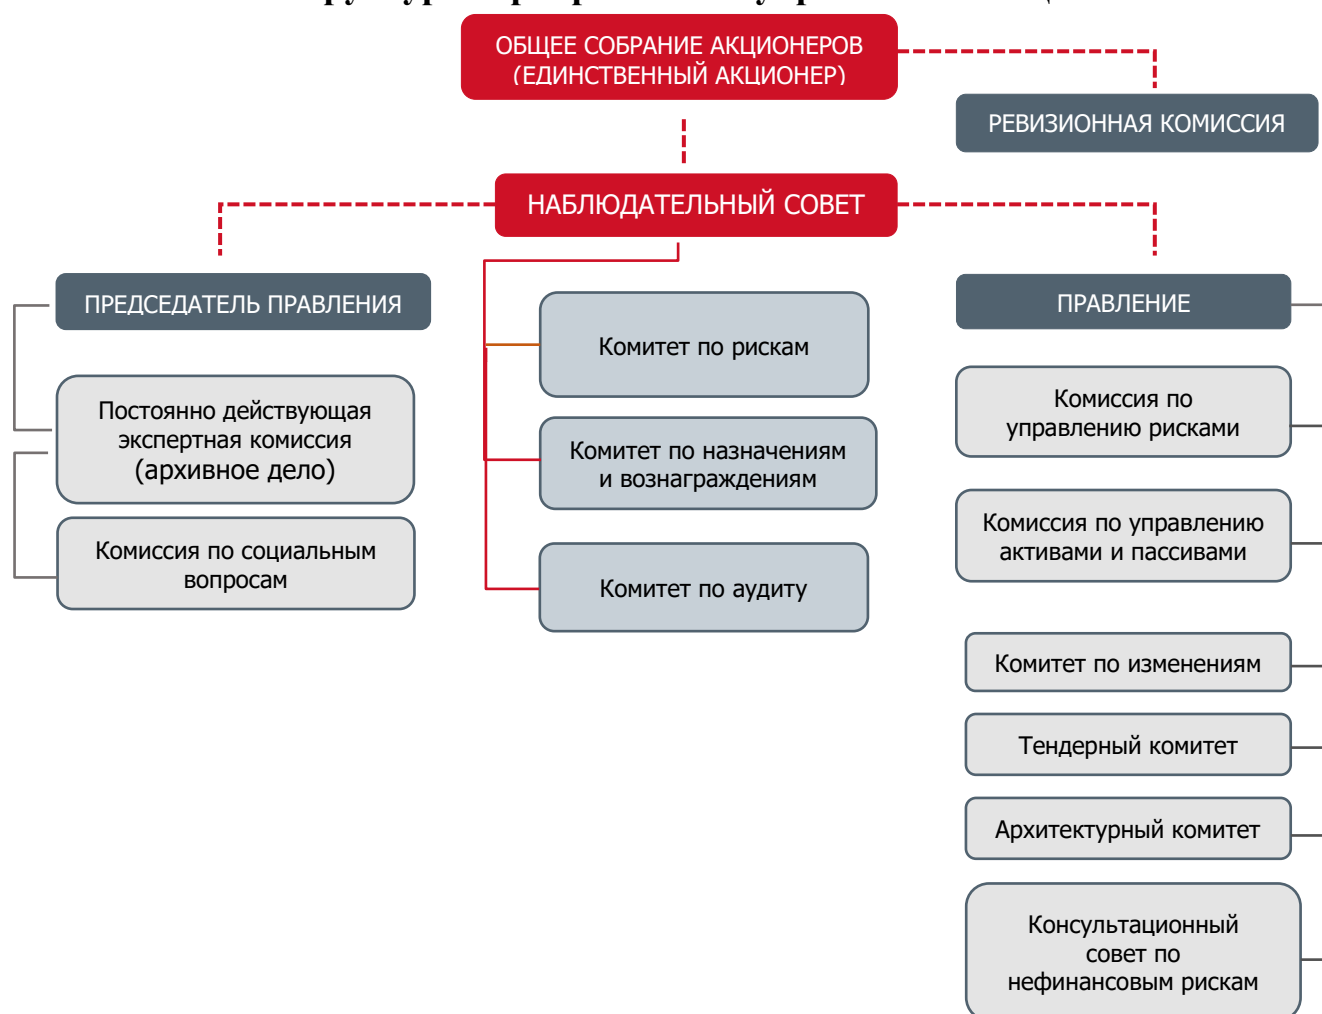 ОБЩЕЕ СОБРАНИЕ АКЦИОНЕРОВ
(ЕДИНСТВЕННЫЙ АКЦИОНЕР)
РЕВИЗИОННАЯ КОМИССИЯ
НАБЛЮДАТЕЛЬНЫЙ СОВЕТ
ПРЕДСЕДАТЕЛЬ ПРАВЛЕНИЯ
Постоянно действующая
экспертная комиссия
(архивное дело)
Комиссия по социальным
вопросам
Комитет по рискам
Комитет по назначениям
и вознаграждениям
Комитет по аудиту
ПРАВЛЕНИЕ
Комиссия по
управлению рисками
Комиссия по управлению
активами и пассивами
Комитет по изменениям
Тендерный комитет
Архитектурный комитет
Консультационный
совет по
нефинансовым рискам